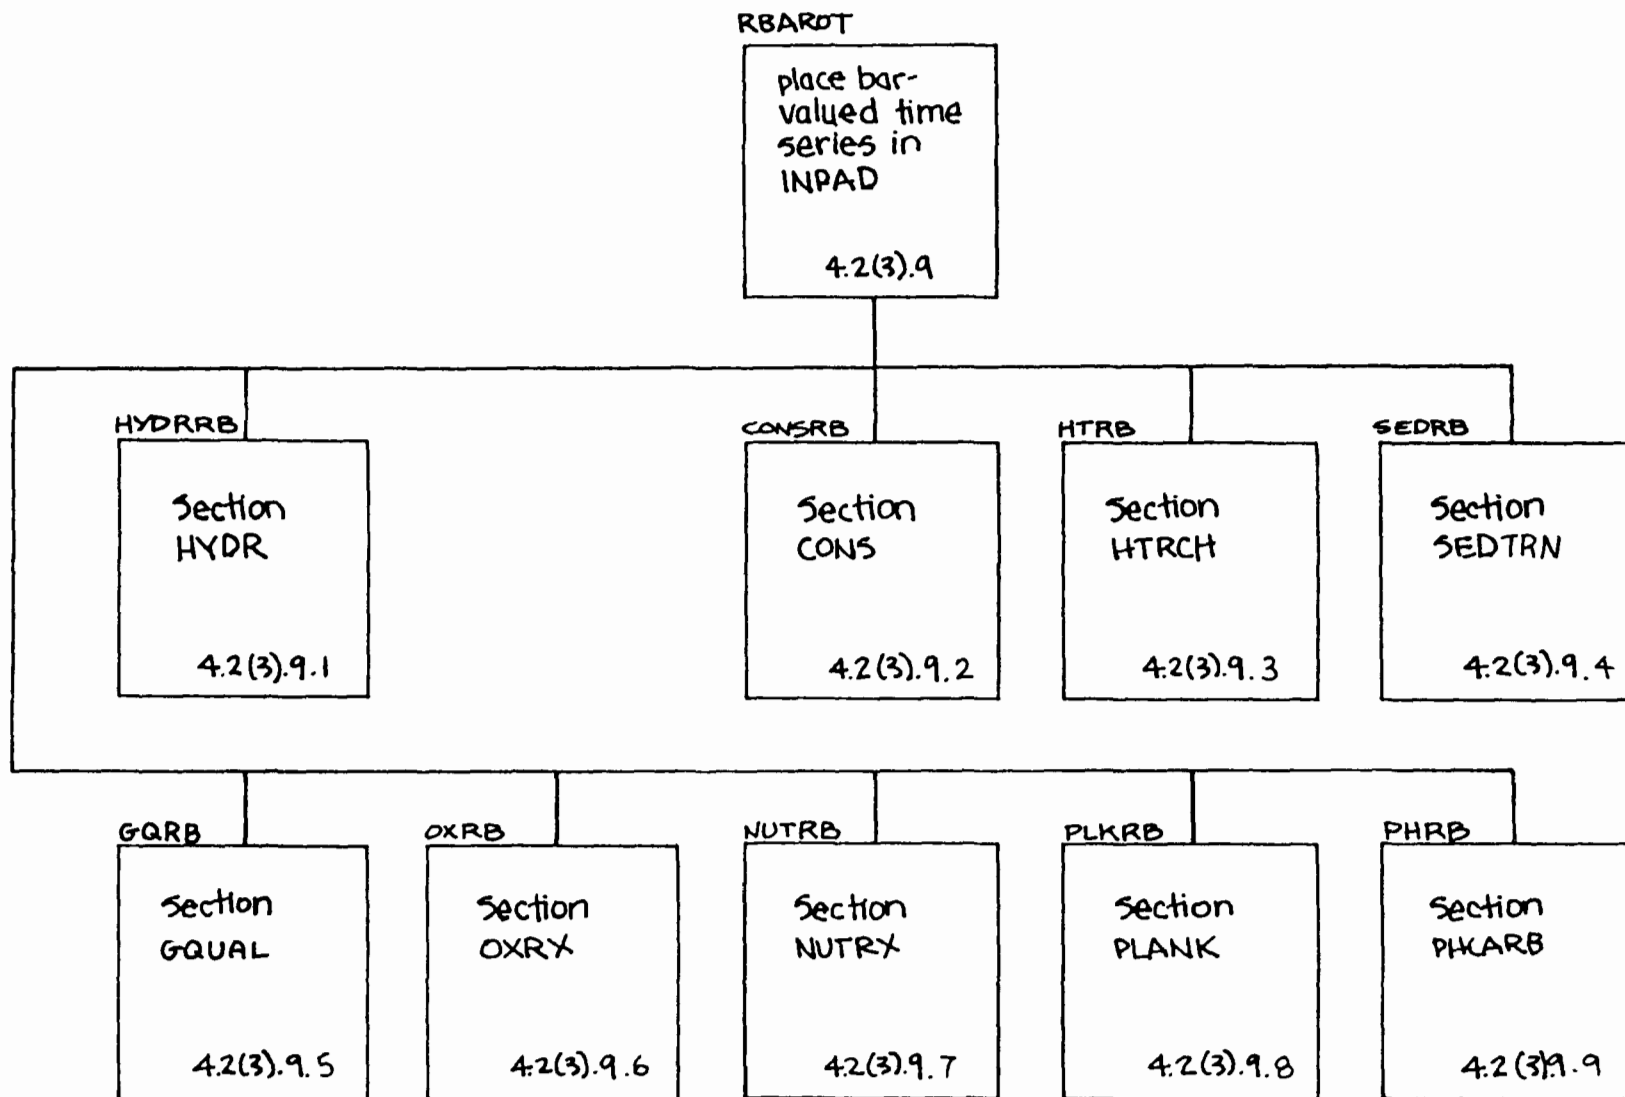 RBAROT
place bar-
valued time
series in
INPAD
4.2(3).9
HYDRRB
Section
HYDR
4.2(3).9.1
CONSRB
Section
CONS
4.2(3).9.2
HTRB
Section
HTRCH
4.2(3).9.3
SEDRB
Section
SEDTRN
4.2(3).9.4
GQRB
Section
GQUAL
4.2(3).9.5
OXRB
Section
OXRX
4.2(3).9.6
NUTRB
Section
NUTRX
4.2(3).9.7
PLKRB
Section
PLANK
4.2(3).9.8
PHRB
Section
PHCARB
4.2(3).9.9